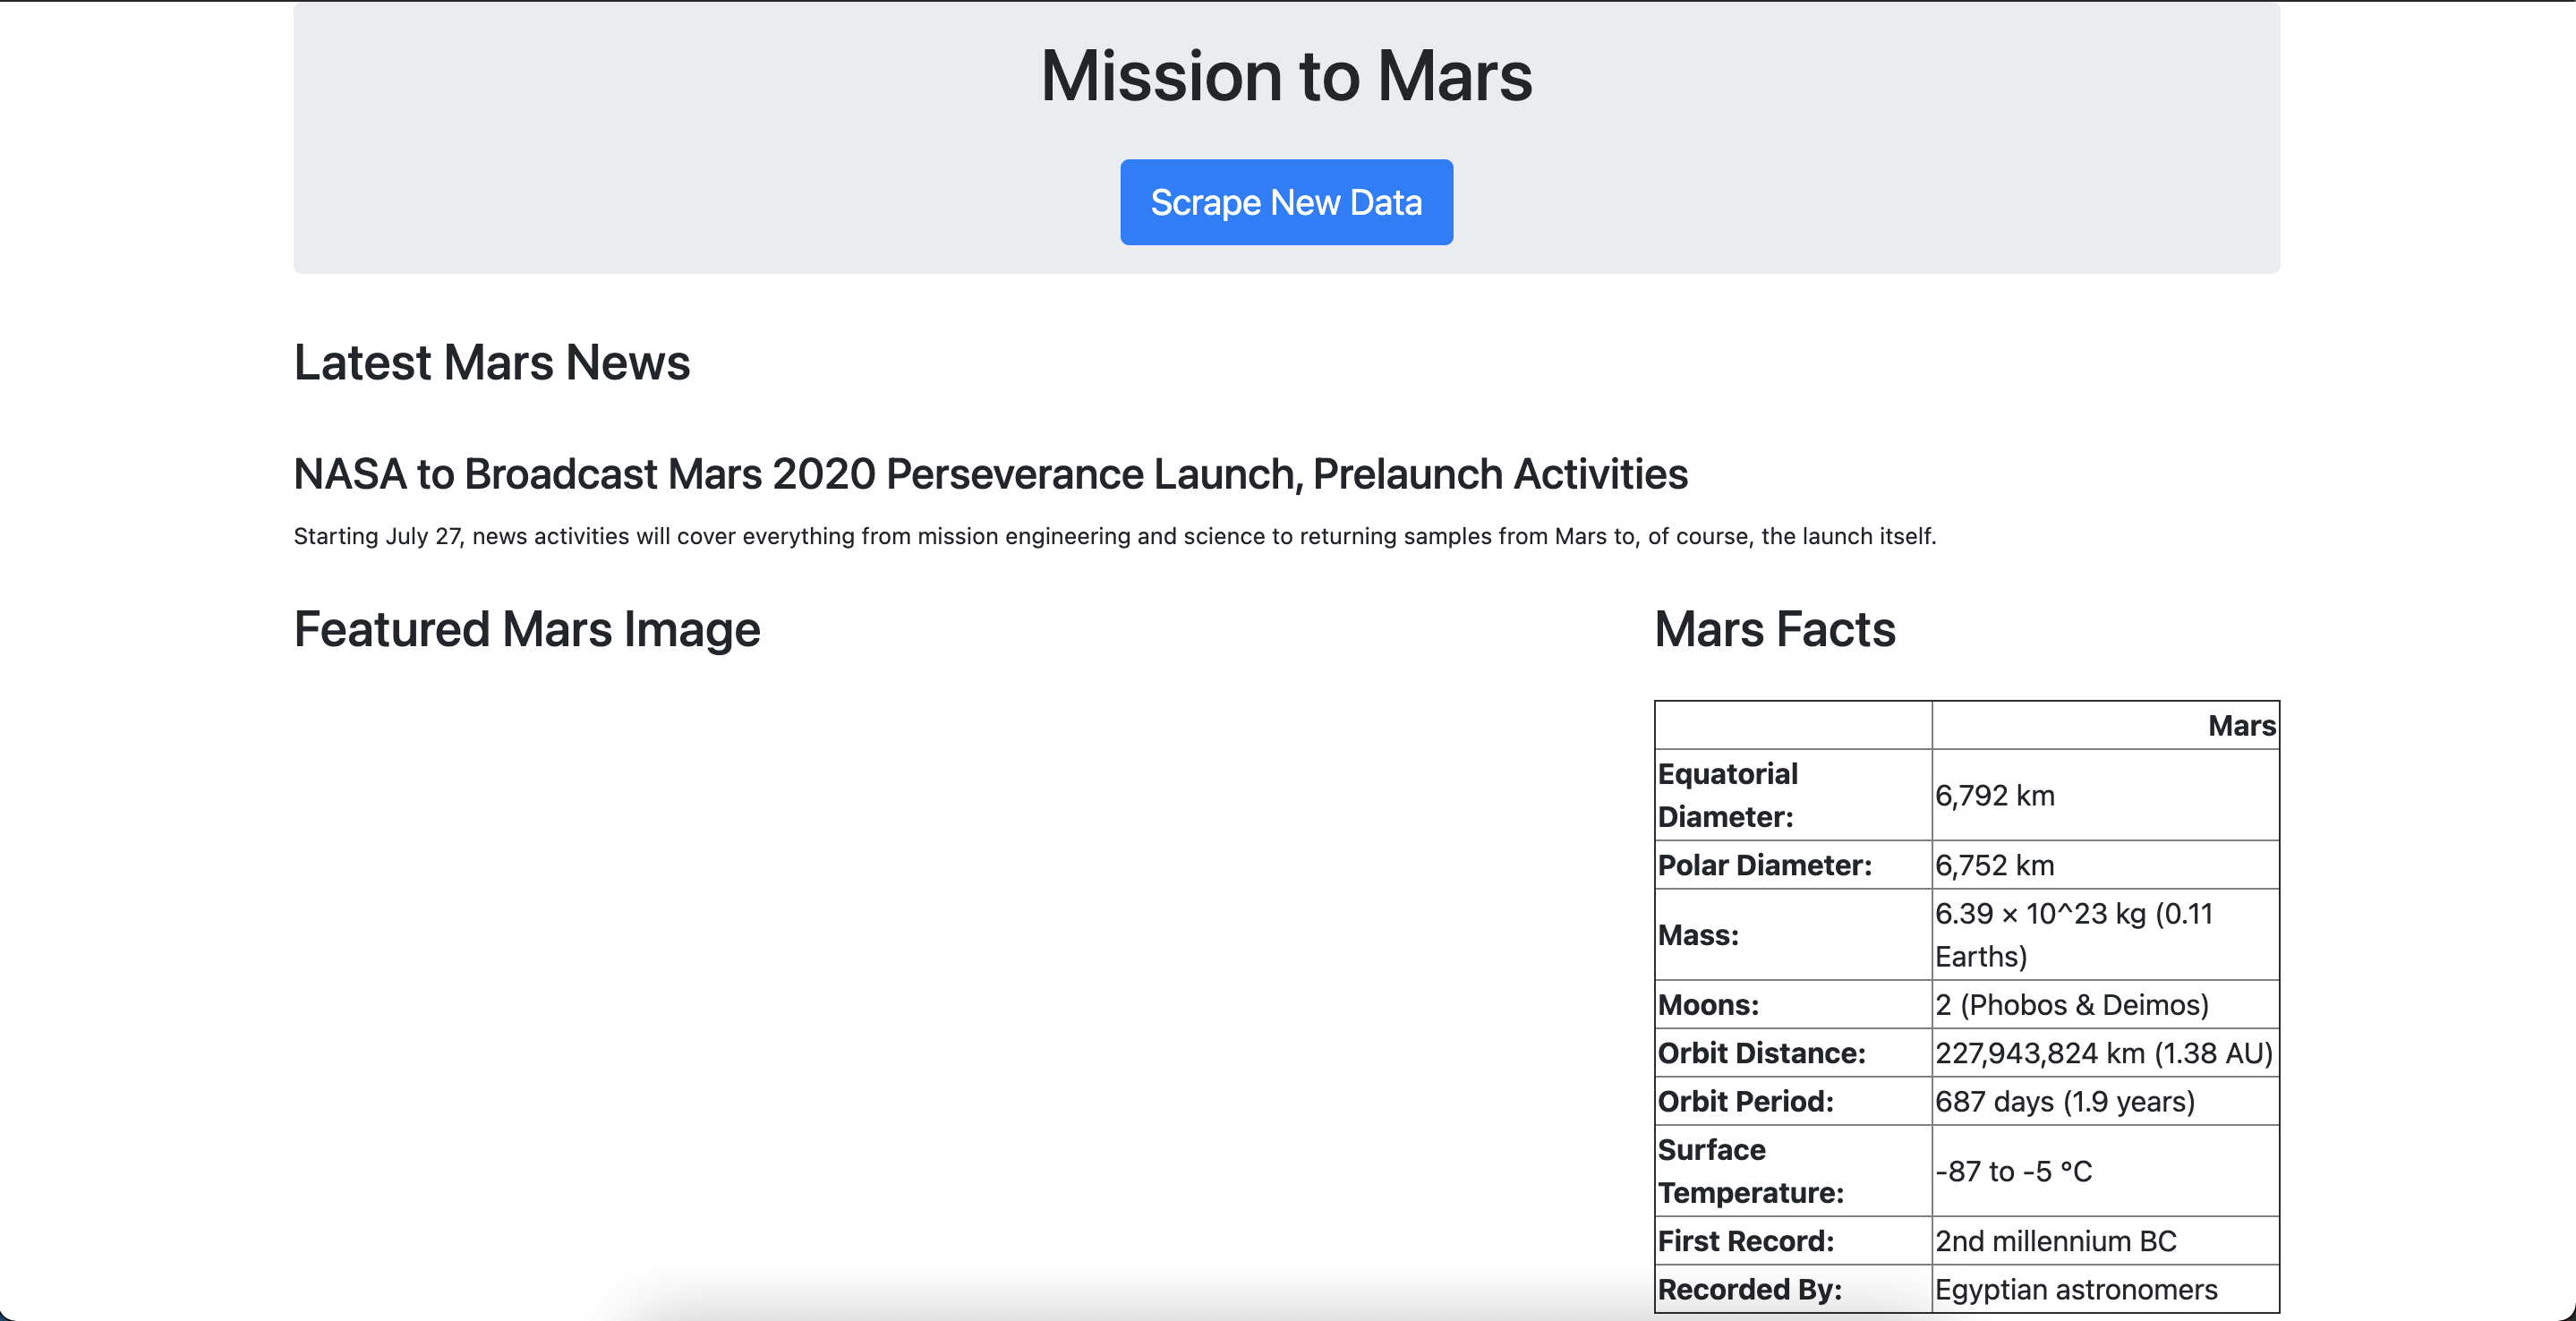 Mission to Mars
Scrape New Data
Latest Mars News
NASA to Broadcast Mars 2020 Perseverance Launch, Prelaunch Activities
Starting July 27, news activities will cover everything from mission engineering and science to returning samples from Mars to, of course, the launch itself.
Featured Mars Image
Mars Facts
Mars
Equatorial
Diameter:
6,792 km
Polar Diameter:
6,752 km
Mass:
6.39 × 10^23 kg (0.11
Earths)
Moons:
2 (Phobos & Deimos)
Orbit Distance:
227,943,824 km (1.38 AU)
Orbit Period:
687 days (1.9 years)
Surface
Temperature:
-87 to -5 °C
First Record:
2nd millennium BC
Recorded By:
Egyptian astronomers